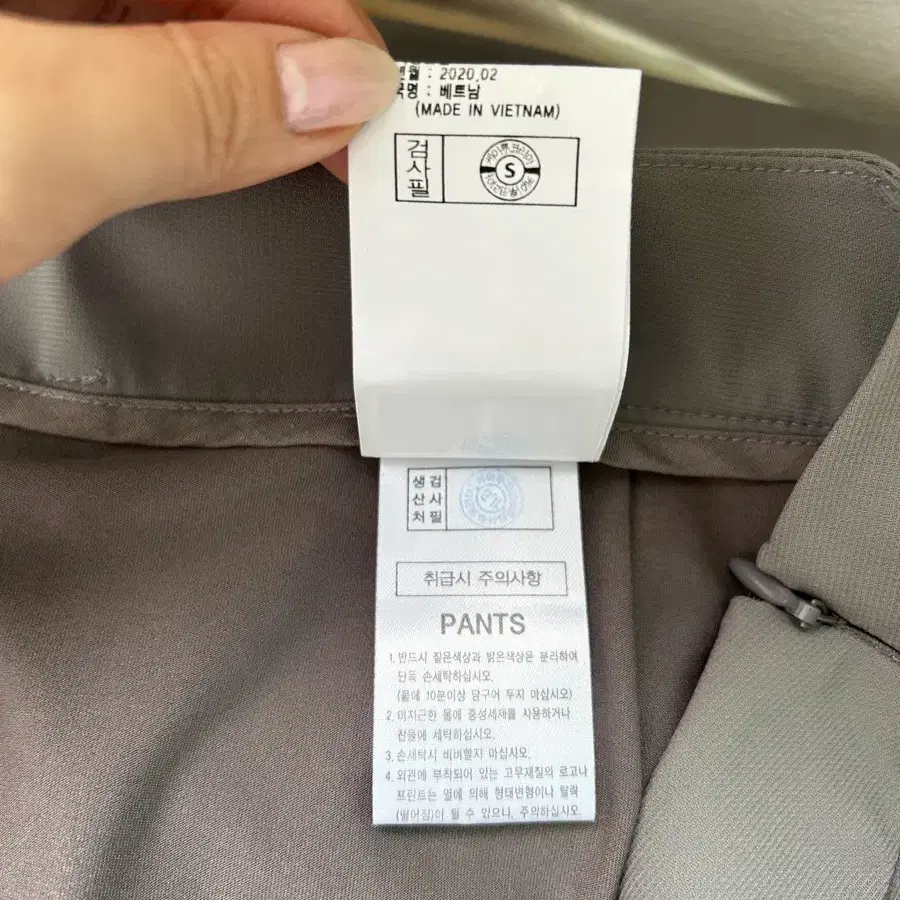 년월 : 2020.02
국명 : 베트남
(MADE IN VIETNAM)
검사필
S
생산처
검사필
취급시 주의사항
PANTS
1. 반드시 짙은색상과 밝은색상은 분리하여
단독 손세탁하십시오.
(물에 10분이상 담구어 두지 마십시오)
2. 미지근한 물에 중성세제를 사용하거나
찬물에 세탁하십시오.
3. 손세탁시 비벼빨지 마십시오.
4. 외관에 부착되어 있는 고무재질의 로고나
프린트는 열에 의해 형태변형이나 탈락
(떨어짐)이 될 수 있으니, 주의하십시오.